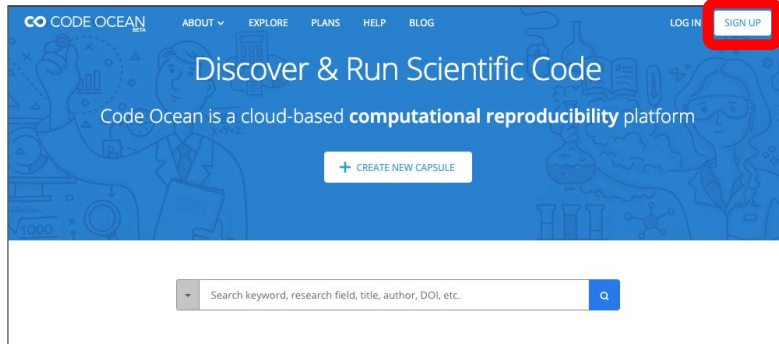 CODE OCEAN
BETA
ABOUT
EXPLORE
PLANS
HELP
BLOG
LOG IN
SIGN UP
Discover & Run Scientific Code
Code Ocean is a cloud-based computational reproducibility platform
+ CREATE NEW CAPSULE
√1000
Search keyword, research field, title, author, DOI, etc.